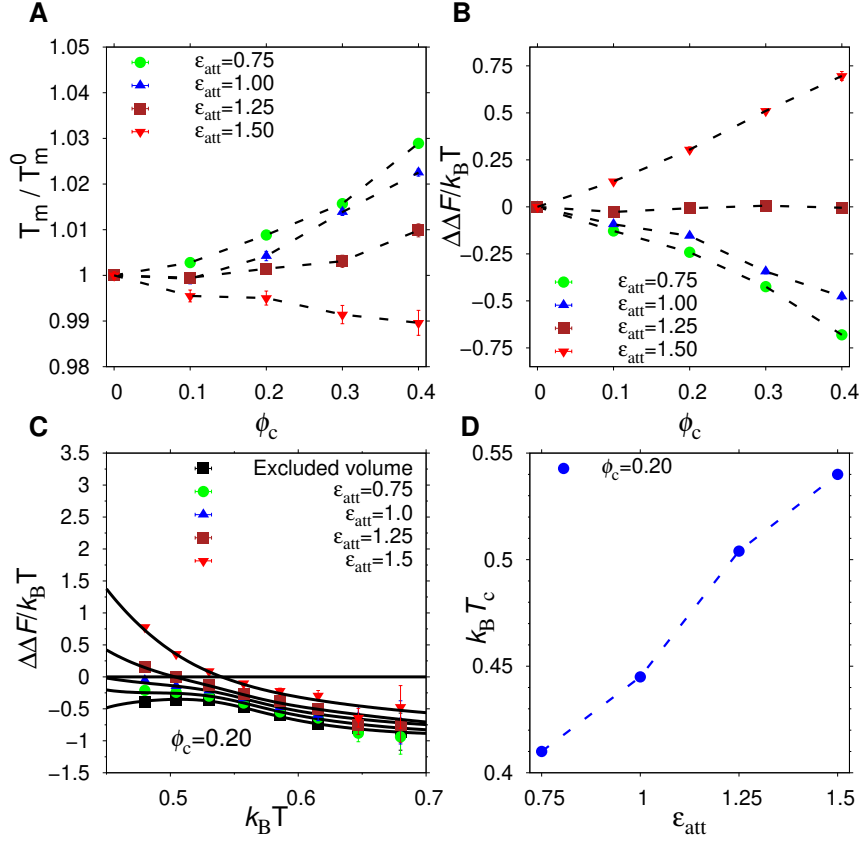 A
1.05
1.04
1.03
1.02
1.01
1
0.99
0.98
T_m / T_m^0
ε_att=0.75
ε_att=1.00
ε_att=1.25
ε_att=1.50
0
0.1
0.2
0.3
0.4
ϕ_c
B
0.75
0.5
0.25
0
−0.25
−0.5
−0.75
ΔΔF/k_BT
ε_att=0.75
ε_att=1.00
ε_att=1.25
ε_att=1.50
0
0.1
0.2
0.3
0.4
ϕ_c
C
3.5
3
2.5
2
1.5
1
0.5
0
−0.5
−1
−1.5
ΔΔF/k_BT
Excluded volume
ε_att=0.75
ε_att=1.0
ε_att=1.25
ε_att=1.5
ϕ_c=0.20
0.5
0.6
0.7
k_BT
D
0.55
0.5
0.45
0.4
k_BT_c
ϕ_c=0.20
0.75
1
1.25
1.5
ε_att